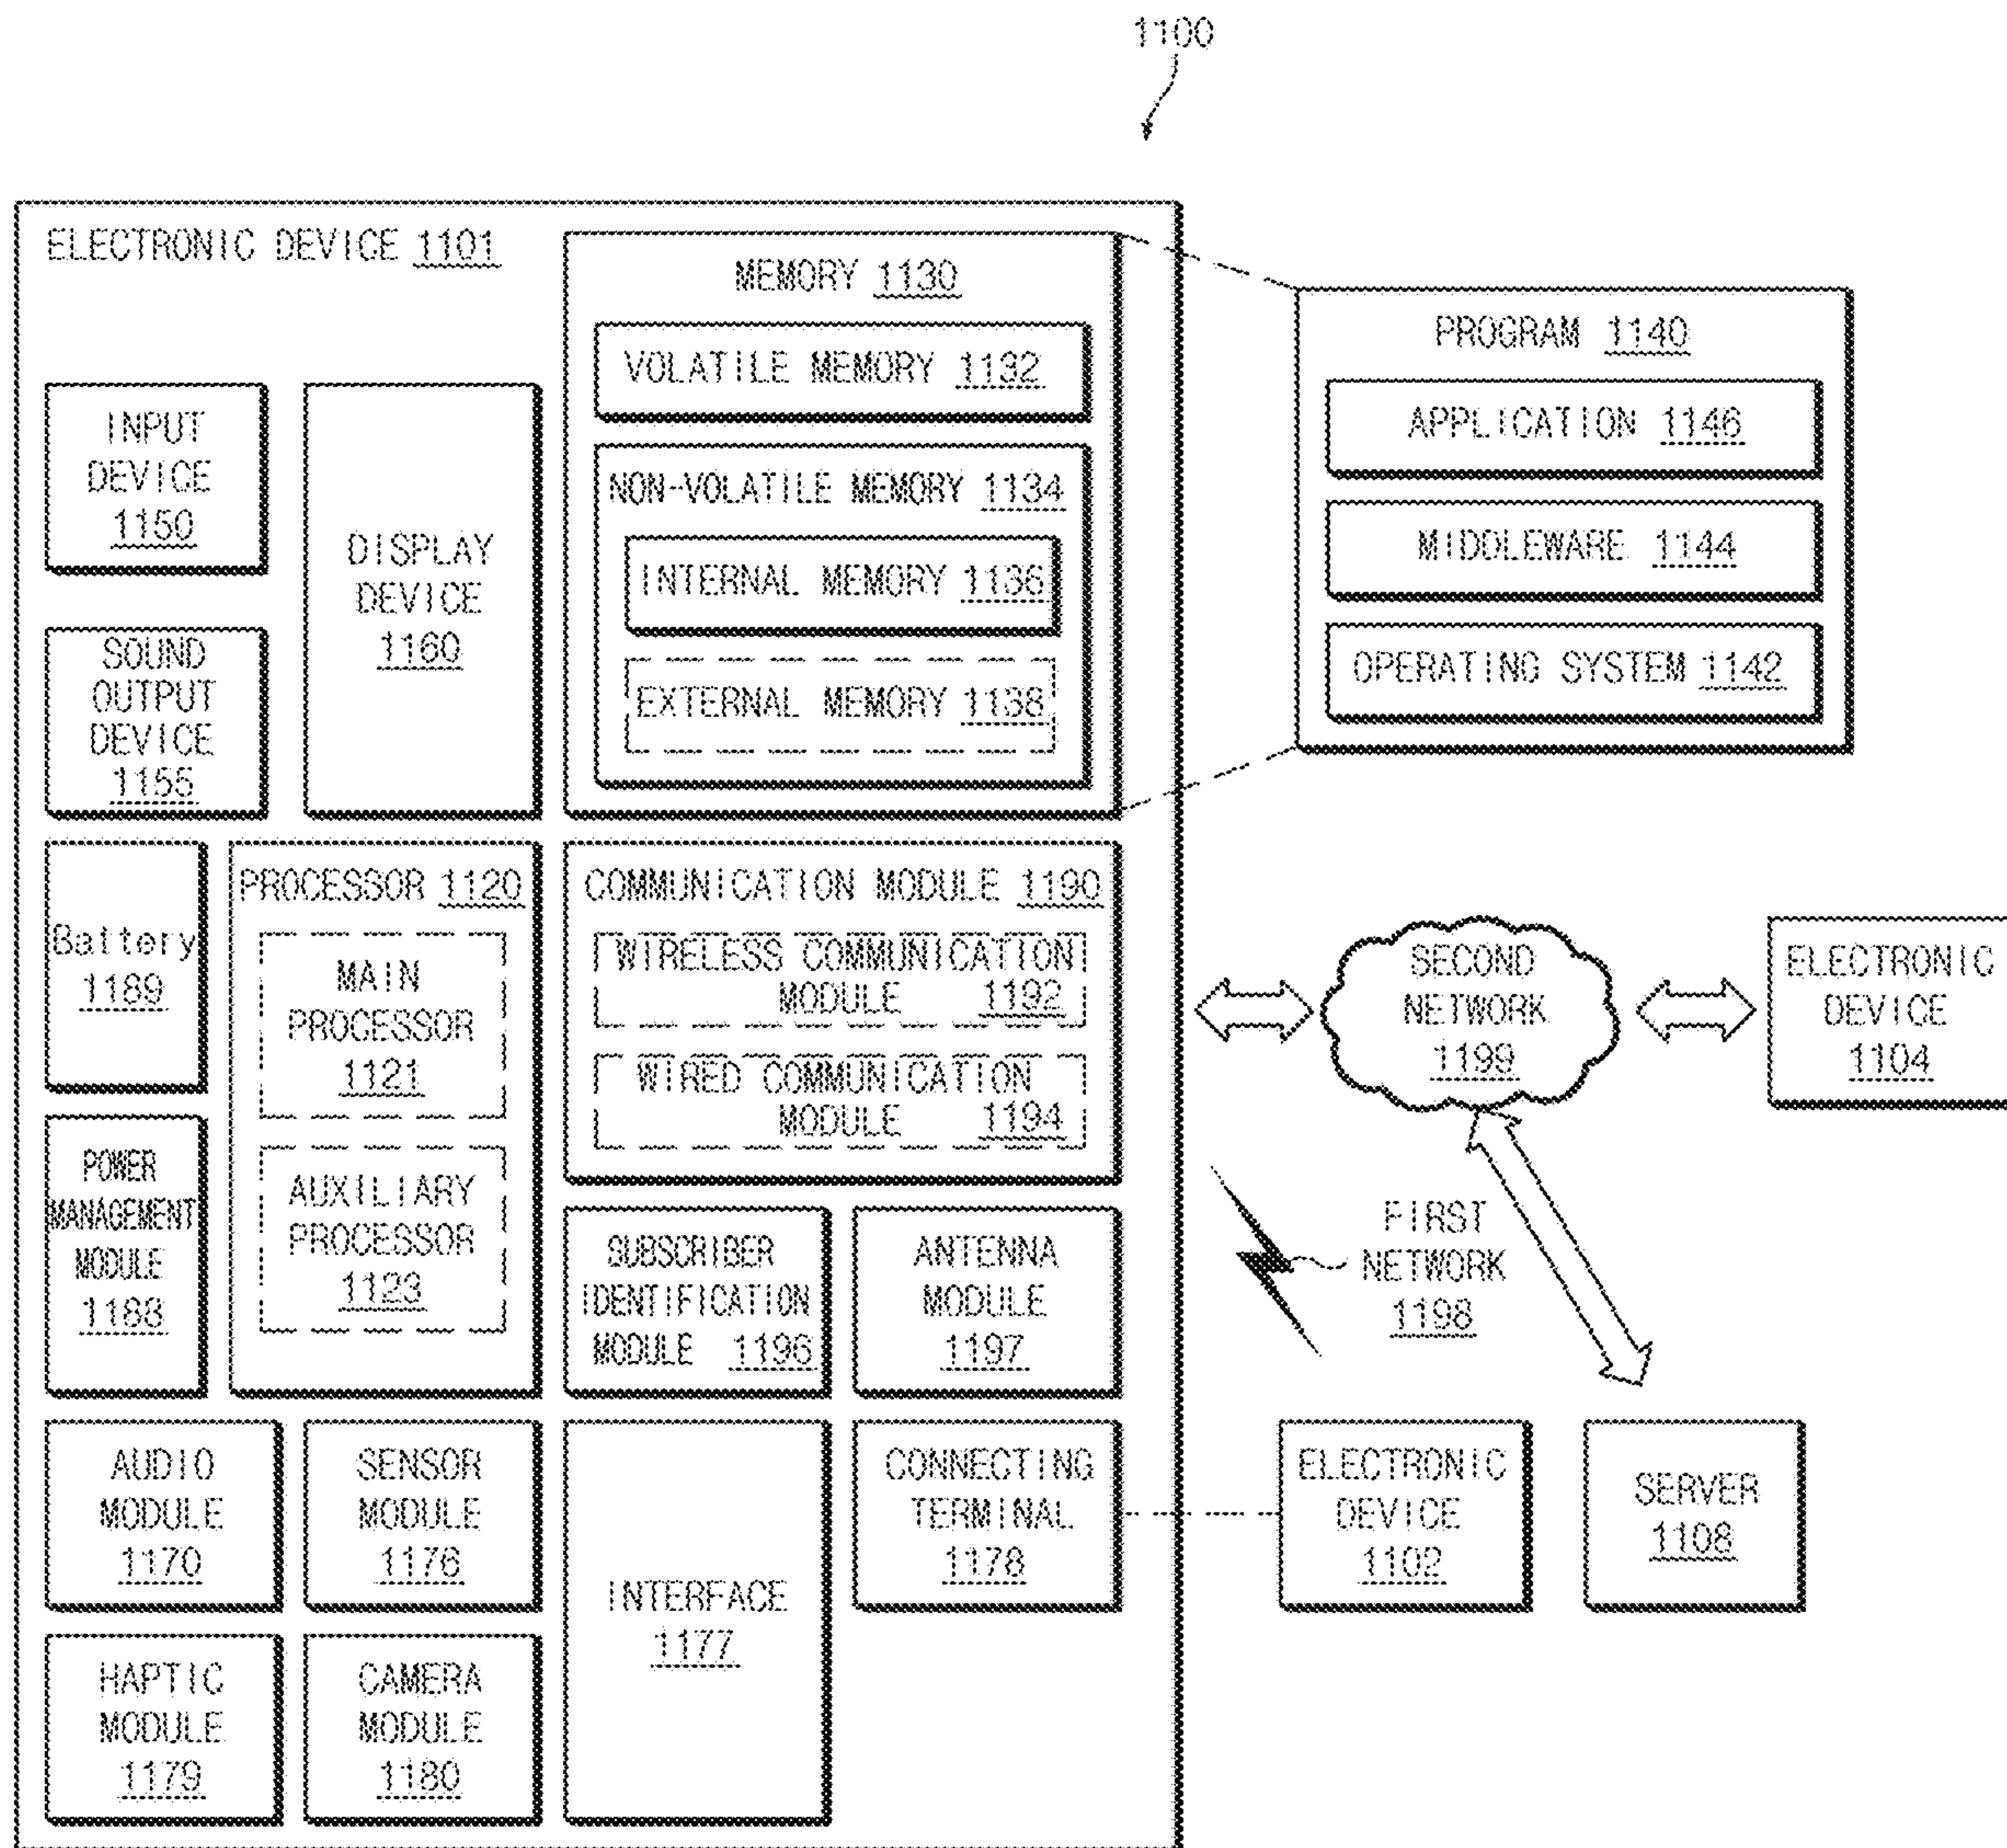 1100
ELECTRONIC DEVICE 1101
MEMORY 1130
VOLATILE MEMORY 1132
NON-VOLATILE MEMORY 1134
INTERNAL MEMORY 1136
EXTERNAL MEMORY 1138
PROGRAM 1140
APPLICATION 1146
MIDDLEWARE 1144
OPERATING SYSTEM 1142
INPUT
DEVICE
1150
DISPLAY
DEVICE
1160
SOUND
OUTPUT
DEVICE
1155
Battery
1189
PROCESSOR 1120
MAIN
PROCESSOR
1121
AUXILIARY
PROCESSOR
1123
POWER
MANAGEMENT
MODULE
1188
COMMUNICATION MODULE 1190
WIRELESS COMMUNICATION
MODULE 1192
WIRED COMMUNICATION
MODULE 1194
SUBSCRIBER
IDENTIFICATION
MODULE 1196
ANTENNA
MODULE
1197
SECOND
NETWORK
1199
ELECTRONIC
DEVICE
1104
FIRST
NETWORK
1198
AUDIO
MODULE
1170
SENSOR
MODULE
1176
INTERFACE
1177
CONNECTING
TERMINAL
1178
ELECTRONIC
DEVICE
1102
SERVER
1108
HAPTIC
MODULE
1179
CAMERA
MODULE
1180